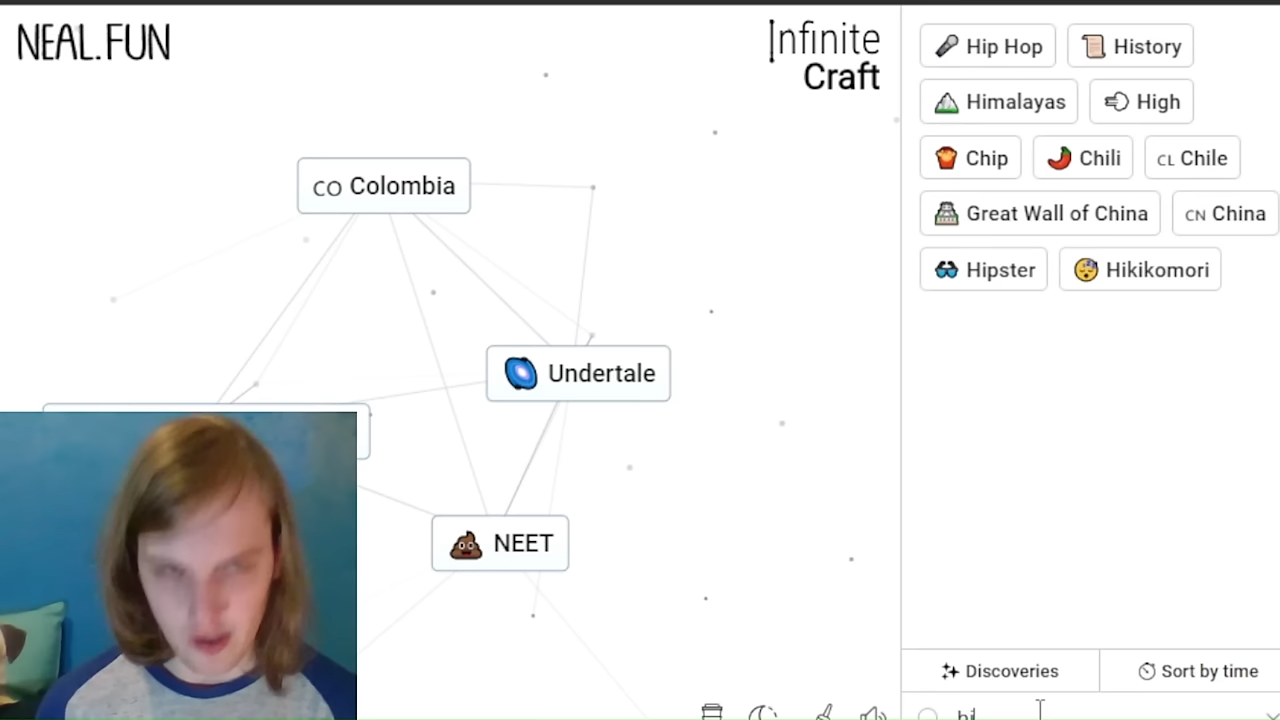 NEAL.FUN
Infinite
Craft
CO Colombia
Undertale
NEET
Hip Hop
History
Himalayas
High
Chip
Chili
CL Chile
Great Wall of China
CN China
Hipster
Hikikomori
Discoveries
Sort by time
hi